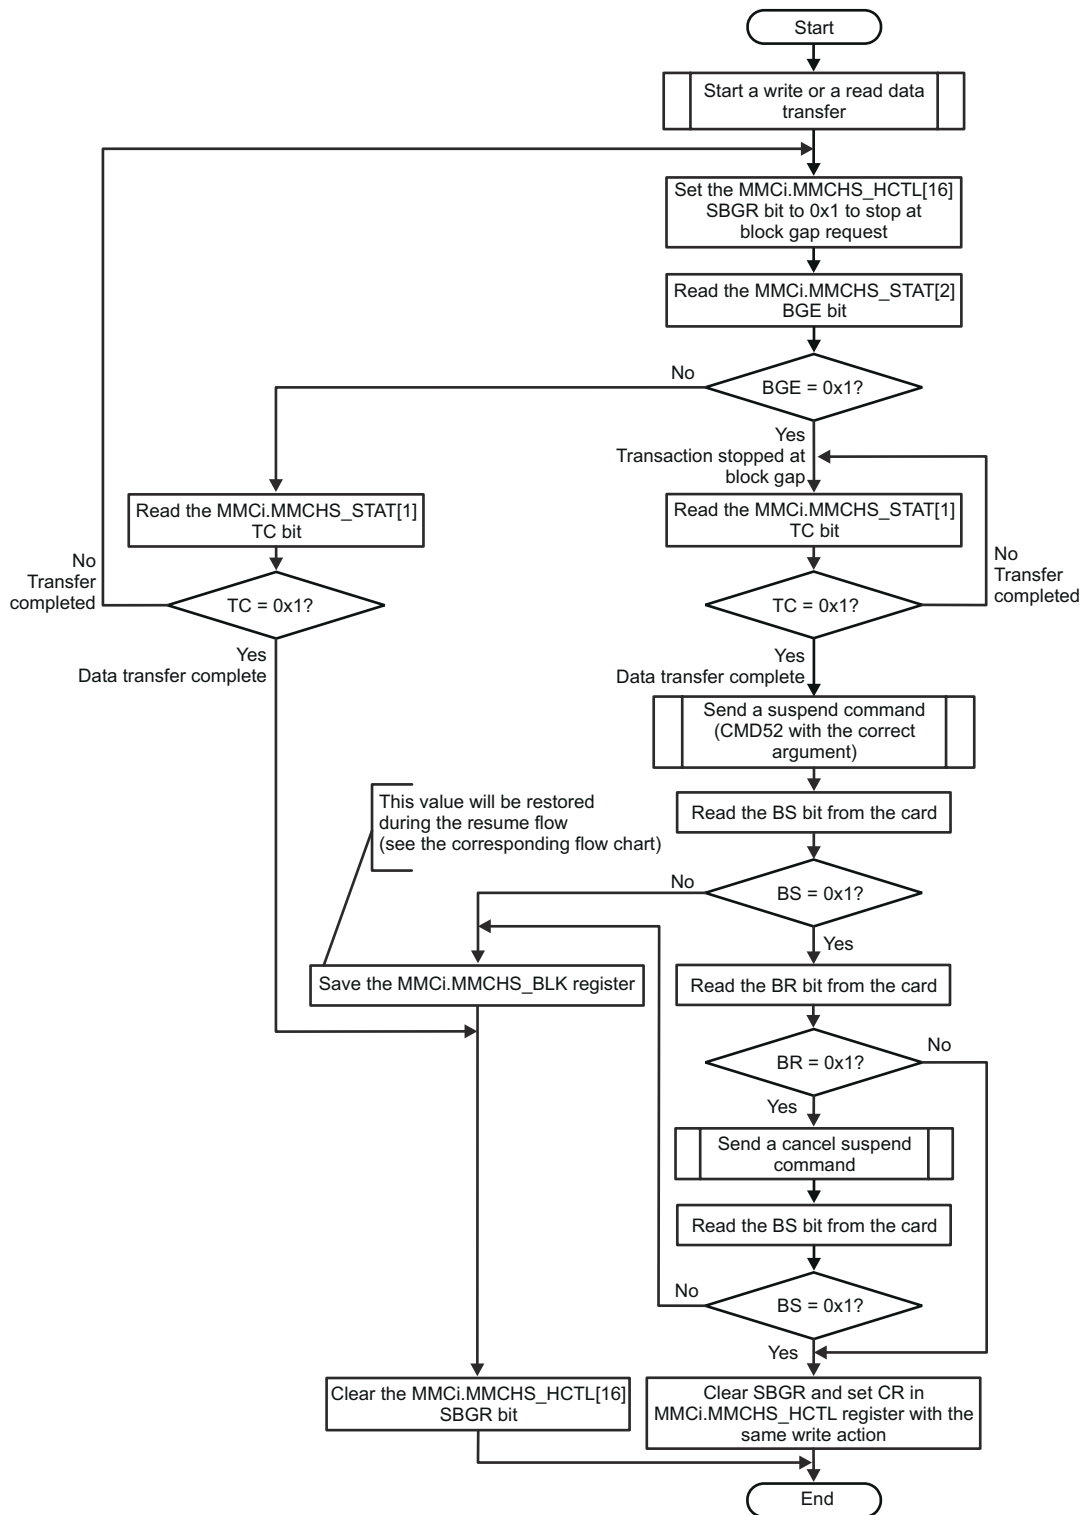 Start
Start a write or a read data
transfer
Set the MMCi.MMCHS_HCTL[16]
SBGR bit to 0x1 to stop at
block gap request
Read the MMCi.MMCHS_STAT[2]
BGE bit
No
BGE = 0x1?
Yes
Transaction stopped at
block gap
Read the MMCi.MMCHS_STAT[1]
TC bit
Read the MMCi.MMCHS_STAT[1]
TC bit
No
Transfer
completed
TC = 0x1?
TC = 0x1?
No
Transfer
completed
Yes
Data transfer complete
Yes
Data transfer complete
Send a suspend command
(CMD52 with the correct
argument)
This value will be restored
during the resume flow
(see the corresponding flow chart)
Read the BS bit from the card
No
BS = 0x1?
Yes
Save the MMCi.MMCHS_BLK register
Read the BR bit from the card
BR = 0x1?
No
Yes
Send a cancel suspend
command
Read the BS bit from the card
No
BS = 0x1?
Yes
Clear the MMCi.MMCHS_HCTL[16]
SBGR bit
Clear SBGR and set CR in
MMCi.MMCHS_HCTL register with the
same write action
End